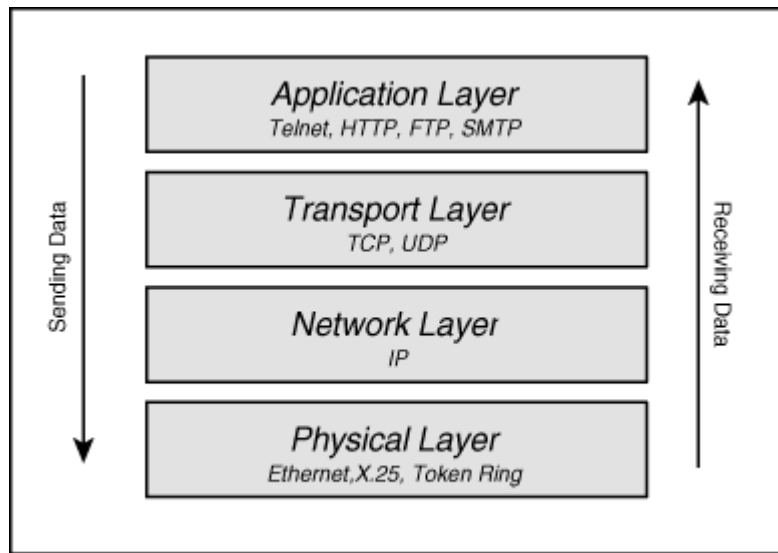 Application Layer
Telnet, HTTP, FTP, SMTP
Transport Layer
TCP, UDP
Network Layer
IP
Physical Layer
Ethernet,X.25, Token Ring
Sending Data
Receiving Data